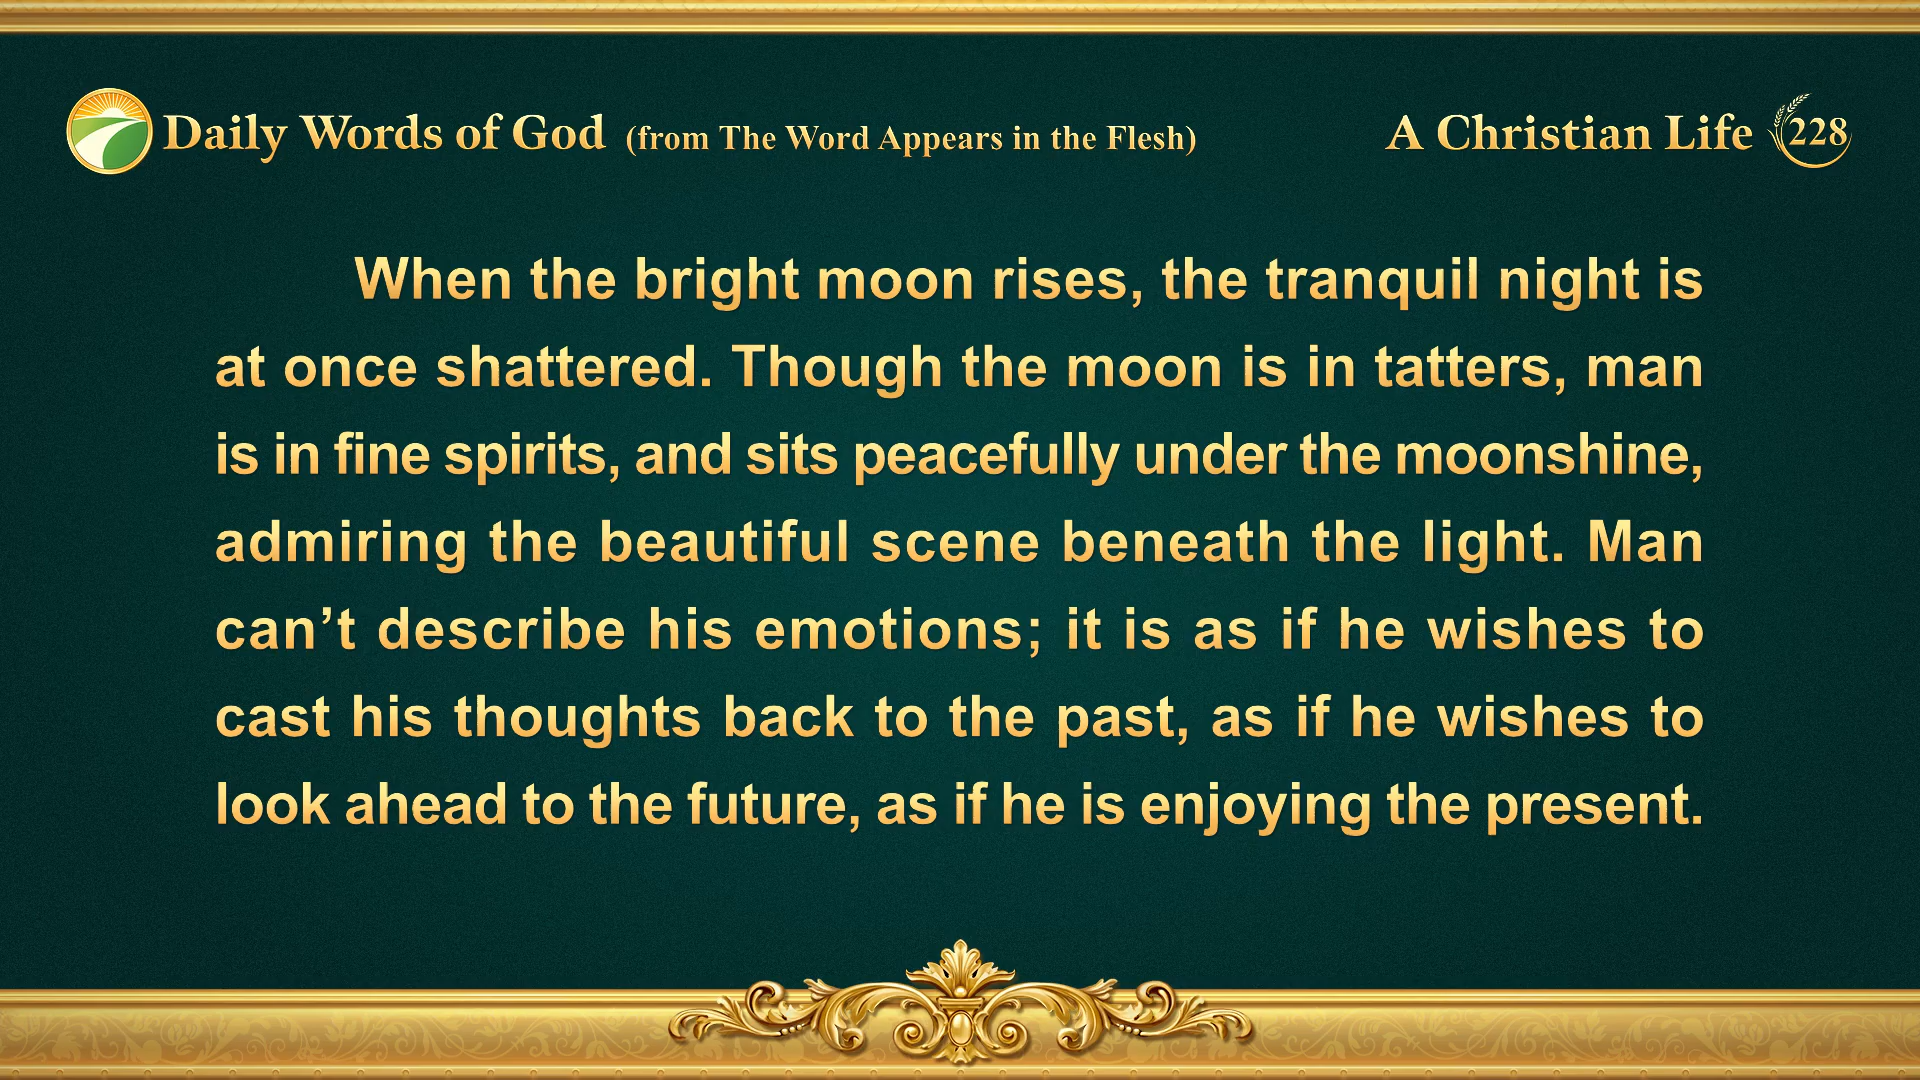 Daily Words of God (from The Word Appears in the Flesh)
A Christian Life 228
When the bright moon rises, the tranquil night is
at once shattered. Though the moon is in tatters, man
is in fine spirits, and sits peacefully under the moonshine,
admiring the beautiful scene beneath the light. Man
can’t describe his emotions; it is as if he wishes to
cast his thoughts back to the past, as if he wishes to
look ahead to the future, as if he is enjoying the present.